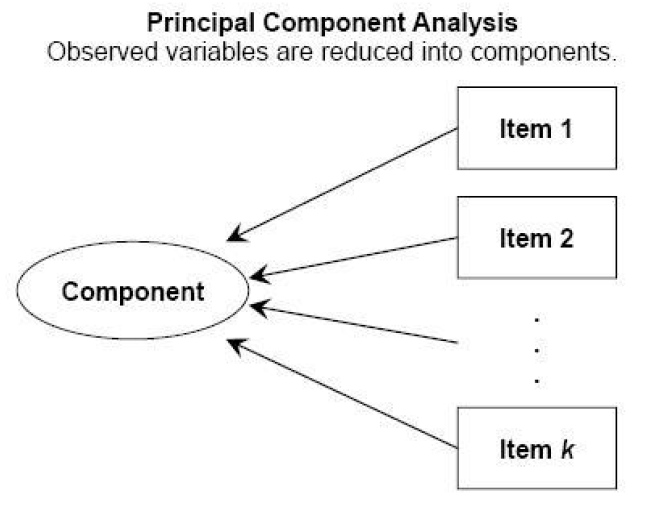 Principal Component Analysis
Observed variables are reduced into components.
Item 1
Item 2
Component
.
.
.
Item k